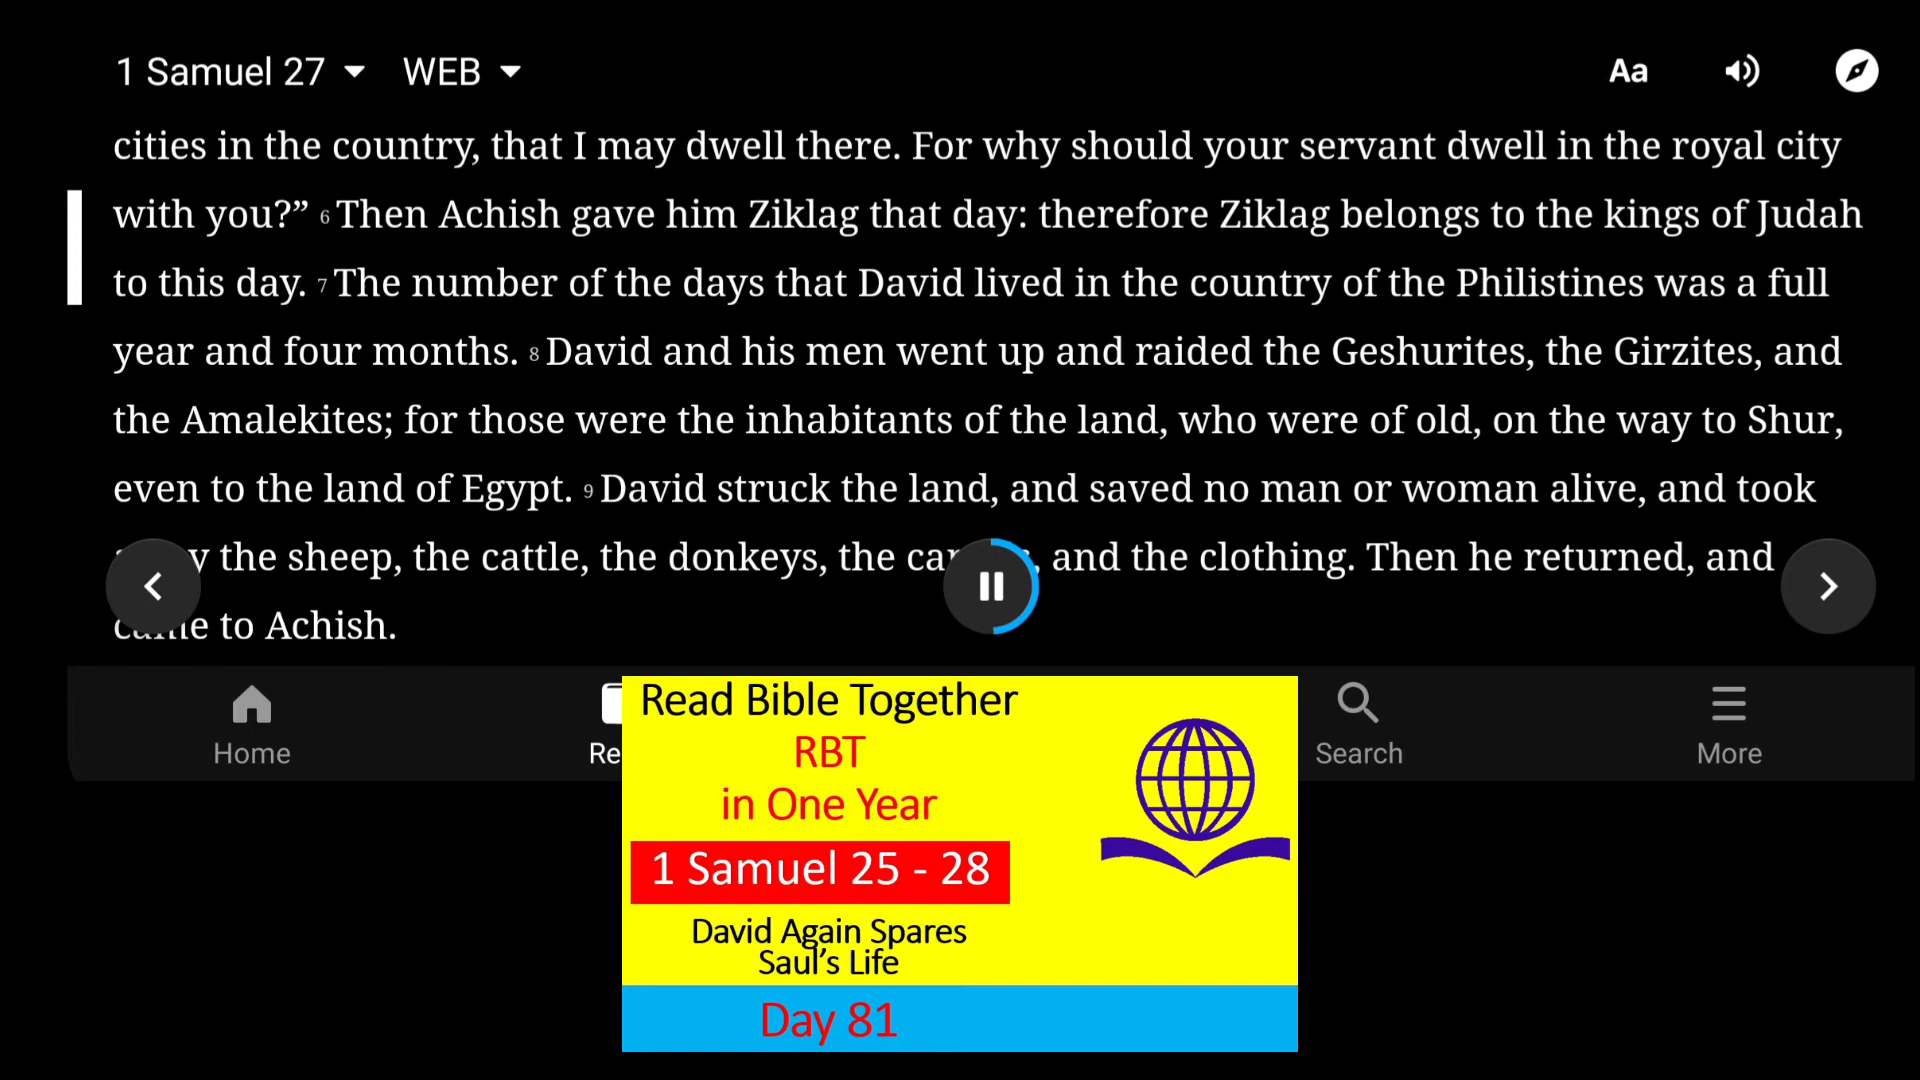 1 Samuel 27 WEB Aa
cities in the country, that I may dwell there. For why should your servant dwell in the royal city
with you?” 6 Then Achish gave him Ziklag that day: therefore Ziklag belongs to the kings of Judah
to this day. 7 The number of the days that David lived in the country of the Philistines was a full
year and four months. 8 David and his men went up and raided the Geshurites, the Girzites, and
the Amalekites; for those were the inhabitants of the land, who were of old, on the way to Shur,
even to the land of Egypt. 9 David struck the land, and saved no man or woman alive, and took
the sheep, the cattle, the donkeys, the and the clothing. Then he returned, and
to Achish.
Home Search More
Read Bible Together
RBT
in One Year
1 Samuel 25 - 28
David Again Spares
Saul’s Life
Day 81